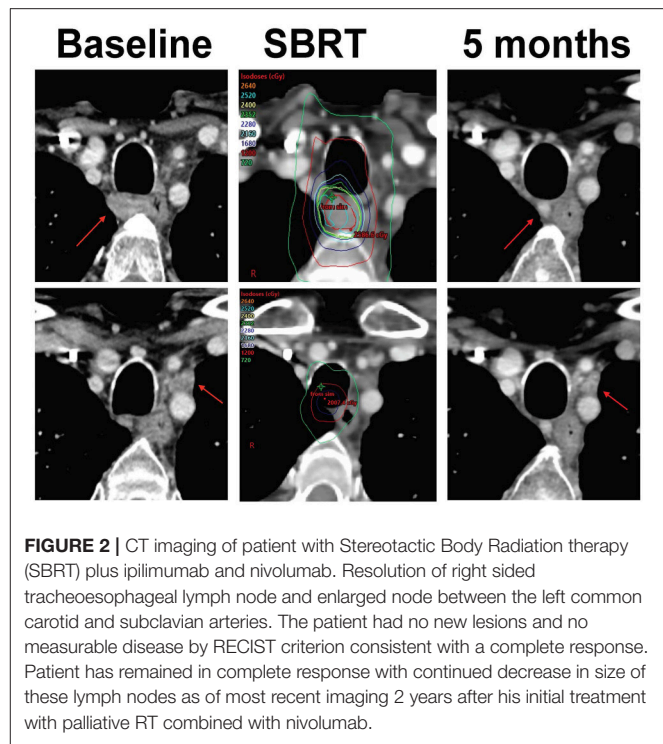 Baseline SBRT 5 months
Isodoses (cGy)
2640
2520
2400
2280
2160
1680
1200
720
R
Isodoses (cGy)
2640
2520
2400
2280
2160
1680
1200
720
R
FIGURE 2 | CT imaging of patient with Stereotactic Body Radiation therapy
(SBRT) plus ipilimumab and nivolumab. Resolution of right sided
tracheoesophageal lymph node and enlarged node between the left common
carotid and subclavian arteries. The patient had no new lesions and no
measurable disease by RECIST criterion consistent with a complete response.
Patient has remained in complete response with continued decrease in size of
these lymph nodes as of most recent imaging 2 years after his initial treatment
with palliative RT combined with nivolumab.